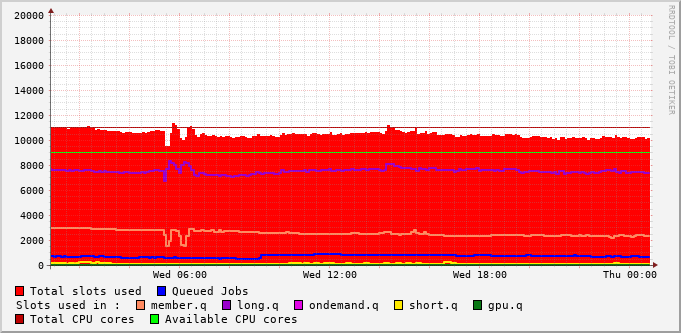 20000
18000
16000
14000
12000
10000
8000
6000
4000
2000
0
Wed 06:00 Wed 12:00 Wed 18:00 Thu 00:00
RRDTOOL / TOBI OETIKER
Total slots used Queued Jobs
Slots used in : member.q long.q ondemand.q short.q gpu.q
Total CPU cores Available CPU cores